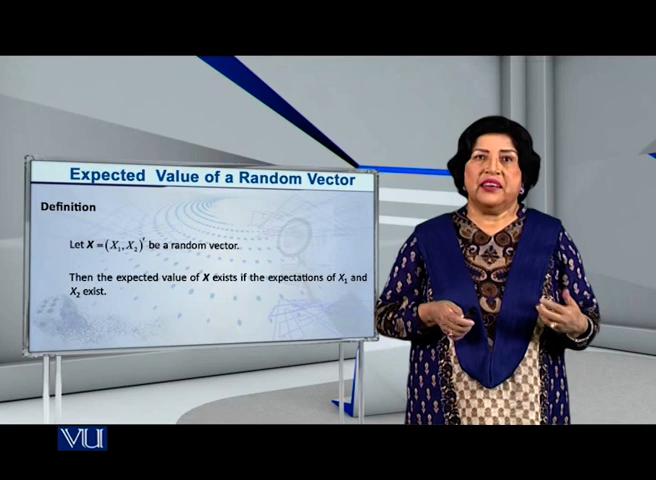 Expected Value of a Random Vector
Definition
Let X = (X₁, X₂)′ be a random vector.
Then the expected value of X exists if the expectations of X₁ and
X₂ exist.
VU